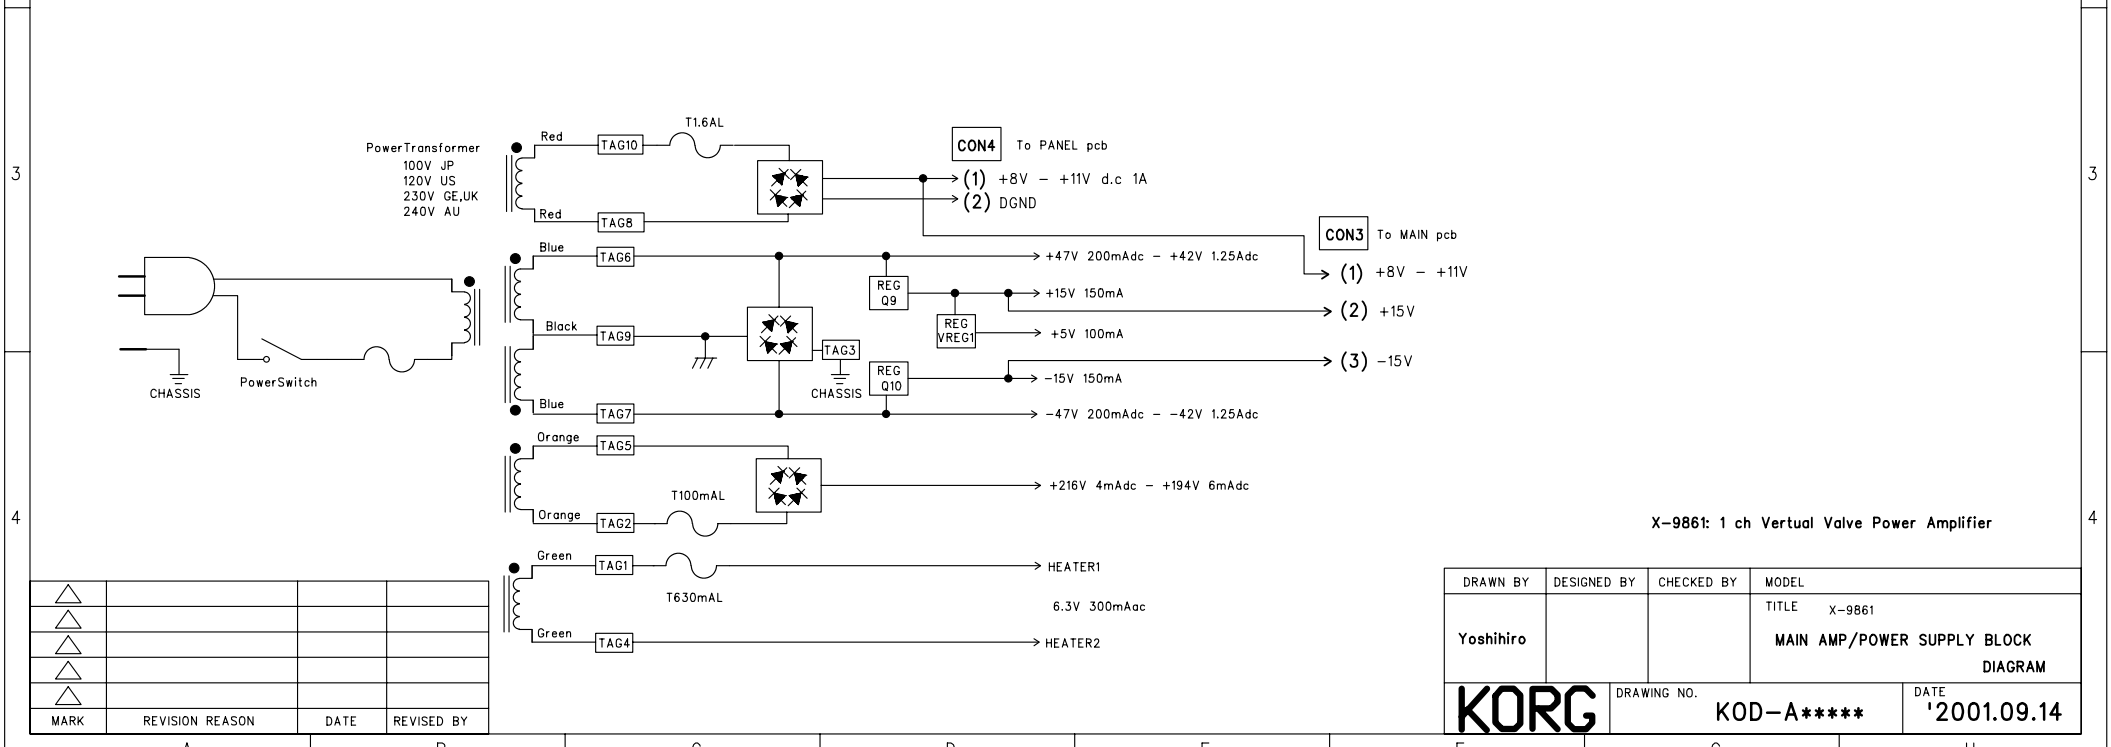 T1.6AL
PowerTransformer
100V JP
120V US
230V GE,UK
240V AU
Red
TAG10
CON4 To PANEL pcb
(1) +8V - +11V d.c 1A
(2) DGND
3
3
Red
TAG8
Blue
TAG6
+47V 200mAdc - +42V 1.25Adc
CON3 To MAIN pcb
(1) +8V - +11V
REG
Q9
+15V 150mA
(2) +15V
Black
TAG9
REG
VREG1
+5V 100mA
TAG3
CHASSIS
(3) -15V
REG
Q10
-15V 150mA
PowerSwitch
CHASSIS
Blue
TAG7
-47V 200mAdc - -42V 1.25Adc
Orange
TAG5
+216V 4mAdc - +194V 6mAdc
T100mAL
Orange
TAG2
4
4
X-9861: 1 ch Vertual Valve Power Amplifier
Green
TAG1
HEATER1
T630mAL
6.3V 300mAac
Green
TAG4
HEATER2
MARK REVISION REASON DATE REVISED BY
DRAWN BY DESIGNED BY CHECKED BY MODEL
TITLE X-9861
Yoshihiro
MAIN AMP/POWER SUPPLY BLOCK
DIAGRAM
KORG
DRAWING NO.
KOD-A*****
DATE
'2001.09.14